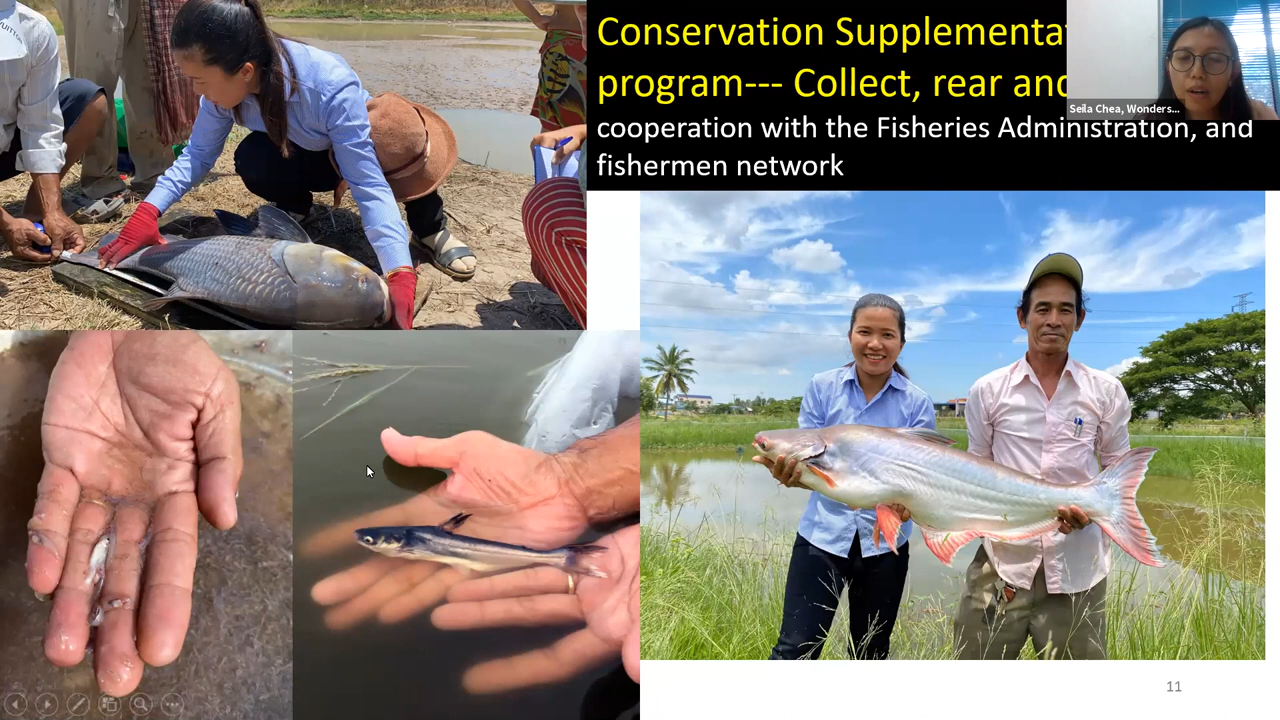 Conservation Supplementat
program--- Collect, rear and
Seila Chea, Wonders...
cooperation with the Fisheries Administration, and
fishermen network
11